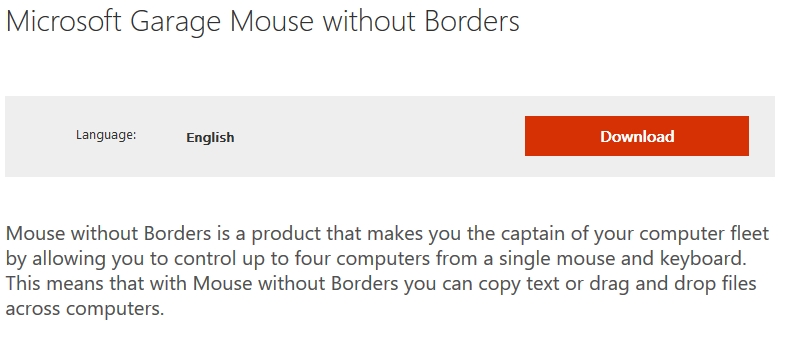 Microsoft Garage Mouse without Borders
Language: English Download
Mouse without Borders is a product that makes you the captain of your computer fleet
by allowing you to control up to four computers from a single mouse and keyboard.
This means that with Mouse without Borders you can copy text or drag and drop files
across computers.